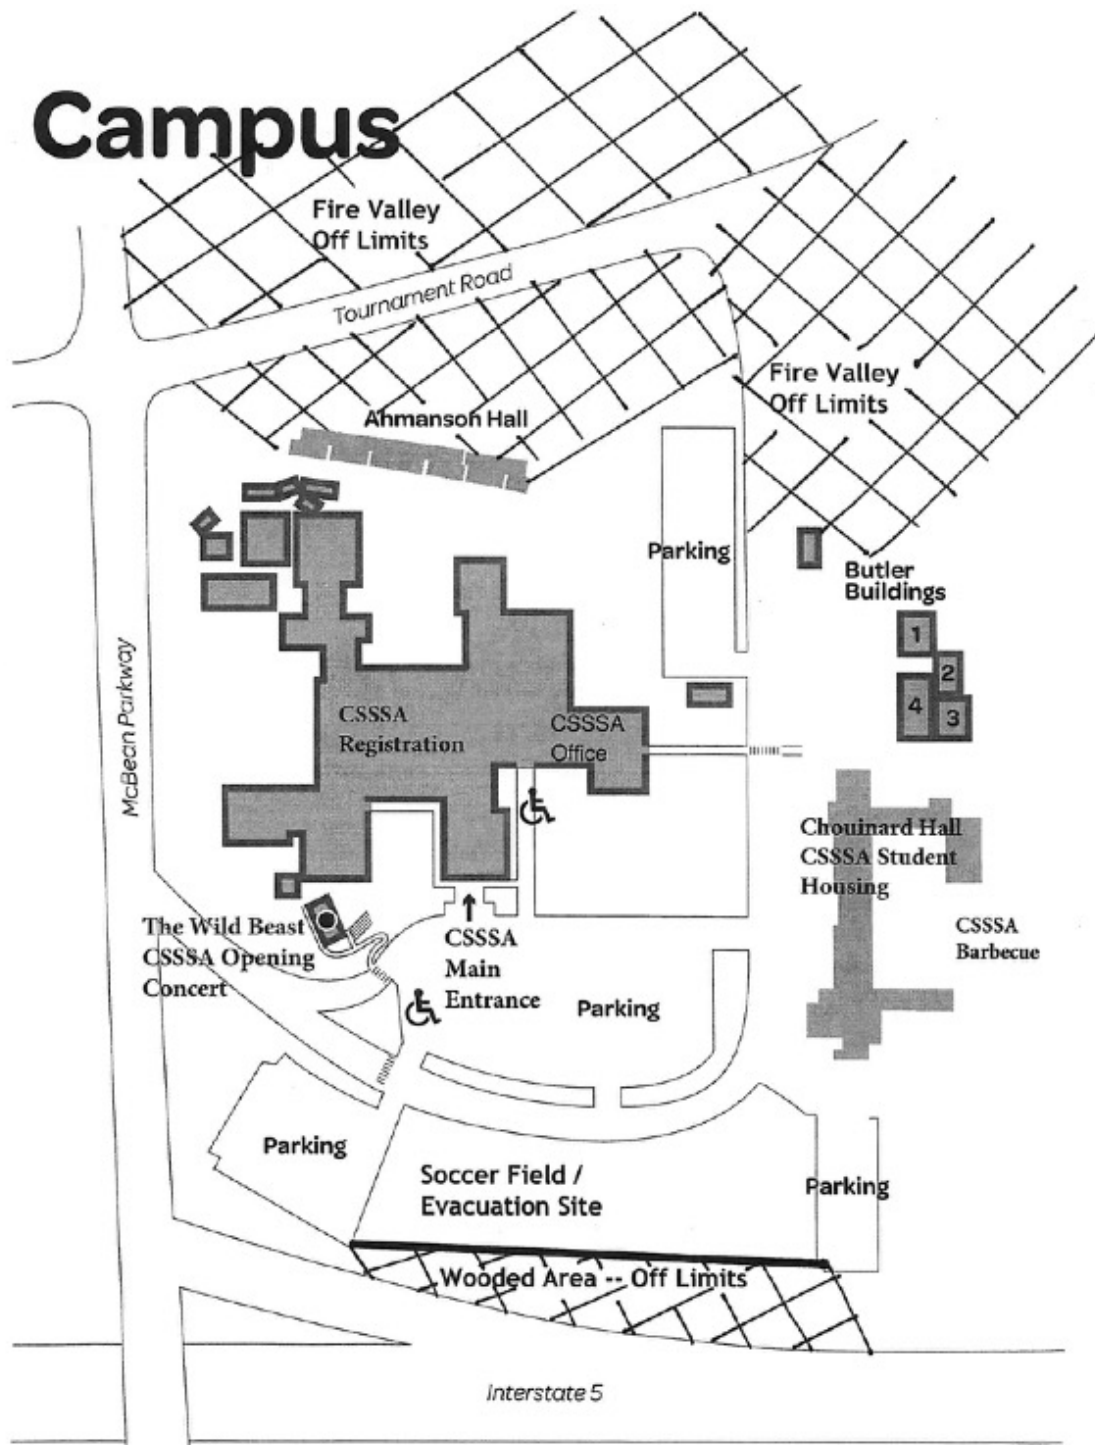 Campus
Fire Valley
Off Limits
Tournament Road
Fire Valley
Off Limits
Ahmanson Hall
Parking
Butler
Buildings
1
2
4
3
McBean Parkway
CSSSA
Registration
CSSSA
Office
Chouinard Hall
CSSSA Student
Housing
The Wild Beast
CSSSA Opening
Concert
CSSSA
Main
Entrance
CSSSA
Barbecue
Parking
Parking
Soccer Field /
Evacuation Site
Parking
Wooded Area -- Off Limits
Interstate 5